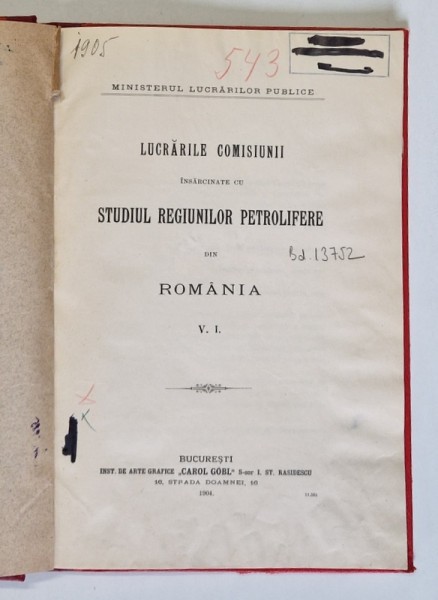 1905
543
MINISTERUL LUCRĂRILOR PUBLICE
LUCRĂRILE COMISIUNII
ÎNSĂRCINATE CU
STUDIUL REGIUNILOR PETROLIFERE
DIN
Bd.13752
ROMÂNIA
V. I.
BUCUREȘTI
INST. DE ARTE GRAFICE „CAROL GÖBL" S-sor I. ST. RASIDESCU
16, STRADA DOAMNEI, 16
1904.